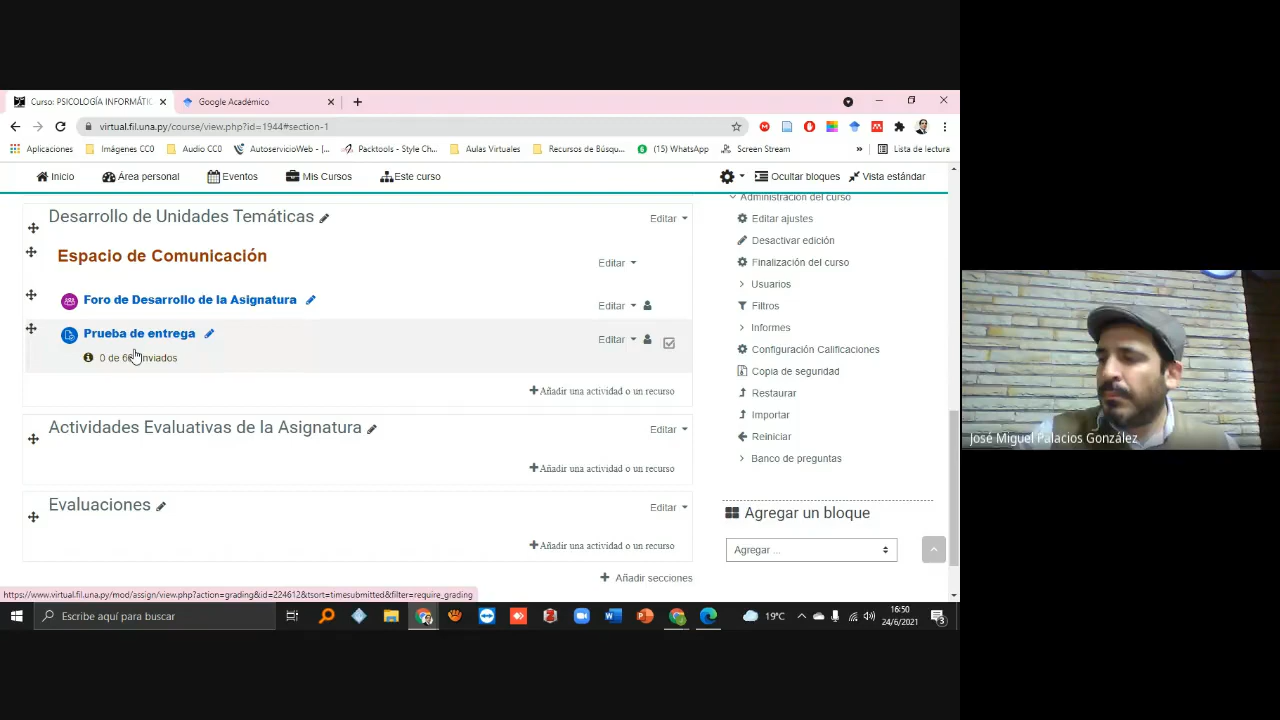 Curso: PSICOLOGÍA INFORMÁTIC
Google Académico
virtual.fil.una.py/course/view.php?id=1944#section-1
Aplicaciones
Imágenes CC0
Audio CC0
AutoservicioWeb - (...
Packtools - Style Ch...
Aulas Virtuales
Recursos de Búsqu...
(15) WhatsApp
Screen Stream
»
Lista de lectura
Inicio
Área personal
Eventos
Mis Cursos
Este curso
Ocultar bloques
Vista estándar
Desarrollo de Unidades Temáticas
Editar
Espacio de Comunicación
Editar
Foro de Desarrollo de la Asignatura
Editar
Prueba de entrega
Editar
0 de 66 enviados
Añadir una actividad o un recurso
Actividades Evaluativas de la Asignatura
Editar
Añadir una actividad o un recurso
Evaluaciones
Editar
Añadir una actividad o un recurso
Añadir secciones
Administración del curso
Editar ajustes
Desactivar edición
Finalización del curso
Usuarios
Filtros
Informes
Configuración Calificaciones
Copia de seguridad
Restaurar
Importar
Reiniciar
Banco de preguntas
Agregar un bloque
Agregar ...
https://www.virtual.fil.una.py/mod/assign/view.php?action=grading&id=224612&tsort=timesubmitted&filter=require_grading
Escribe aquí para buscar
19°C
16:50
24/6/2021
3
José Miguel Palacios González